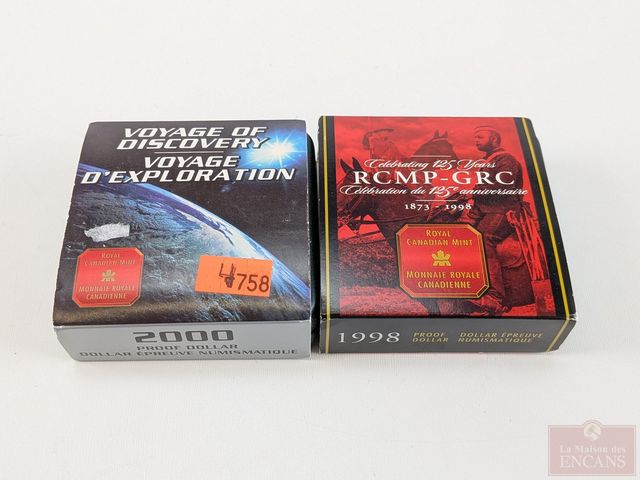 VOYAGE OF
DISCOVERY
VOYAGE
D'EXPLORATION
ROYAL
CANADIAN MINT
MONNAIE ROYALE
CANADIENNE
758
2000
PROOF DOLLAR
DOLLAR ÉPREUVE NUMISMATIQUE
Celebrating 125 Years
RCMP-GRC
Célébration du 125e anniversaire
1873 - 1998
ROYAL
CANADIAN MINT
MONNAIE ROYALE
CANADIENNE
1998 PROOF DOLLAR ÉPREUVE
DOLLAR NUMISMATIQUE
La Maison des
ENCANS